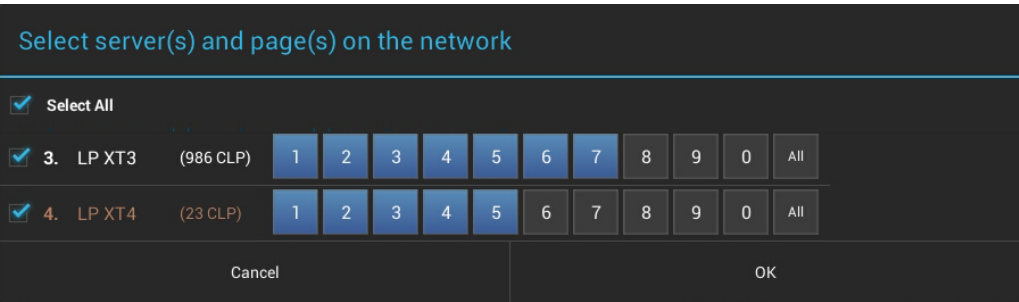 Select server(s) and page(s) on the network
Select All
3. LP XT3 (986 CLP) 1 2 3 4 5 6 7 8 9 0 All
4. LP XT4 (23 CLP) 1 2 3 4 5 6 7 8 9 0 All
Cancel OK